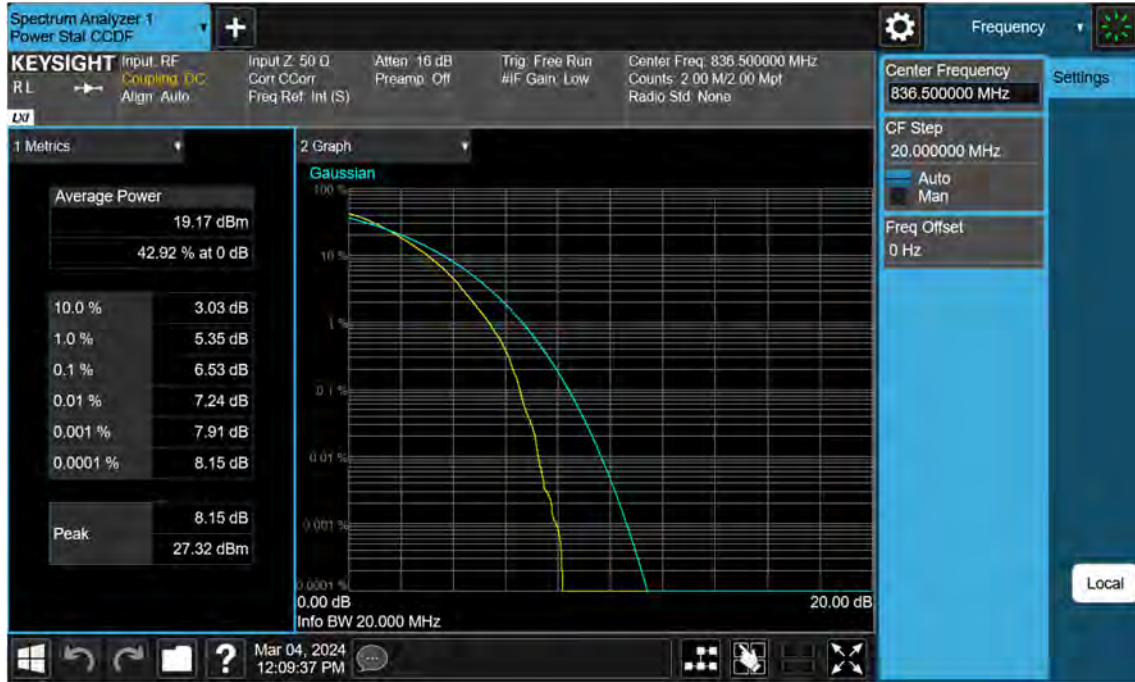 Spectrum Analyzer 1
Power Stat CCDF
Frequency
KEYSIGHT
RL
LXI
Input: RF
Coupling: DC
Align: Auto
Input Z: 50 Ω
Corr CCorr
Freq Ref: Int (S)
Atten: 16 dB
Preamp: Off
Trig: Free Run
#IF Gain: Low
Center Freq: 836.500000 MHz
Counts: 2.00 M/2.00 Mpt
Radio Std: None
Center Frequency
836.500000 MHz
Settings
CF Step
20.000000 MHz
Auto
Man
Freq Offset
0 Hz
1 Metrics
Average Power
19.17 dBm
42.92 % at 0 dB
10.0 % 3.03 dB
1.0 % 5.35 dB
0.1 % 6.53 dB
0.01 % 7.24 dB
0.001 % 7.91 dB
0.0001 % 8.15 dB
Peak
8.15 dB
27.32 dBm
2 Graph
Gaussian
100 %
10 %
1 %
0.1 %
0.01 %
0.001 %
0.0001 %
0.00 dB 20.00 dB
Info BW 20.000 MHz
Local
? Mar 04, 2024
12:09:37 PM